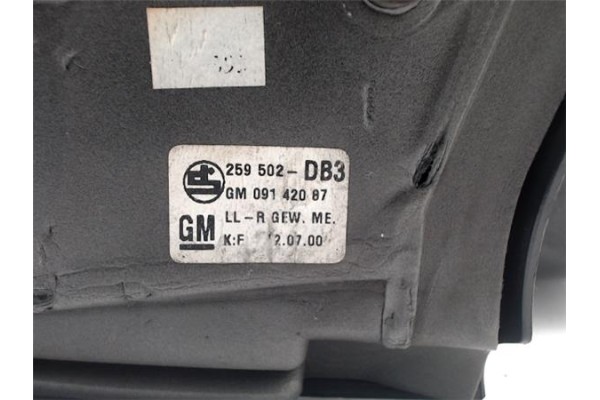 259 502- DB3
GM 091 420 87
GM
LL-R GEW. ME.
K:F 2.07.00